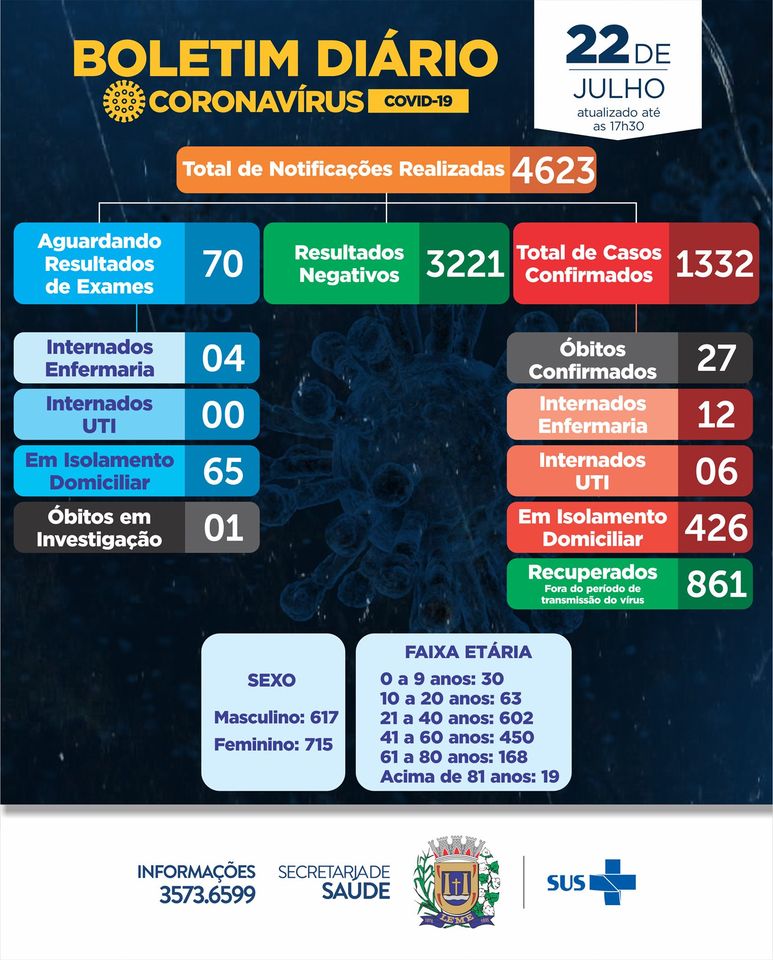 BOLETIM DIÁRIO
CORONAVÍRUS COVID-19
22 DE
JULHO
atualizado até
as 17h30
Total de Notificações Realizadas 4623
Aguardando
Resultados
de Exames
70
Resultados
Negativos
3221
Total de Casos
Confirmados
1332
Internados
Enfermaria
04
Internados
UTI
00
Em Isolamento
Domiciliar
65
Óbitos em
Investigação
01
Óbitos
Confirmados
27
Internados
Enfermaria
12
Internados
UTI
06
Em Isolamento
Domiciliar
426
Recuperados
Fora do período de
transmissão do vírus
861
SEXO
Masculino: 617
Feminino: 715
FAIXA ETÁRIA
0 a 9 anos: 30
10 a 20 anos: 63
21 a 40 anos: 602
41 a 60 anos: 450
61 a 80 anos: 168
Acima de 81 anos: 19
INFORMAÇÕES
3573.6599
SECRETARIA DE
SAÚDE
LEME
SUS